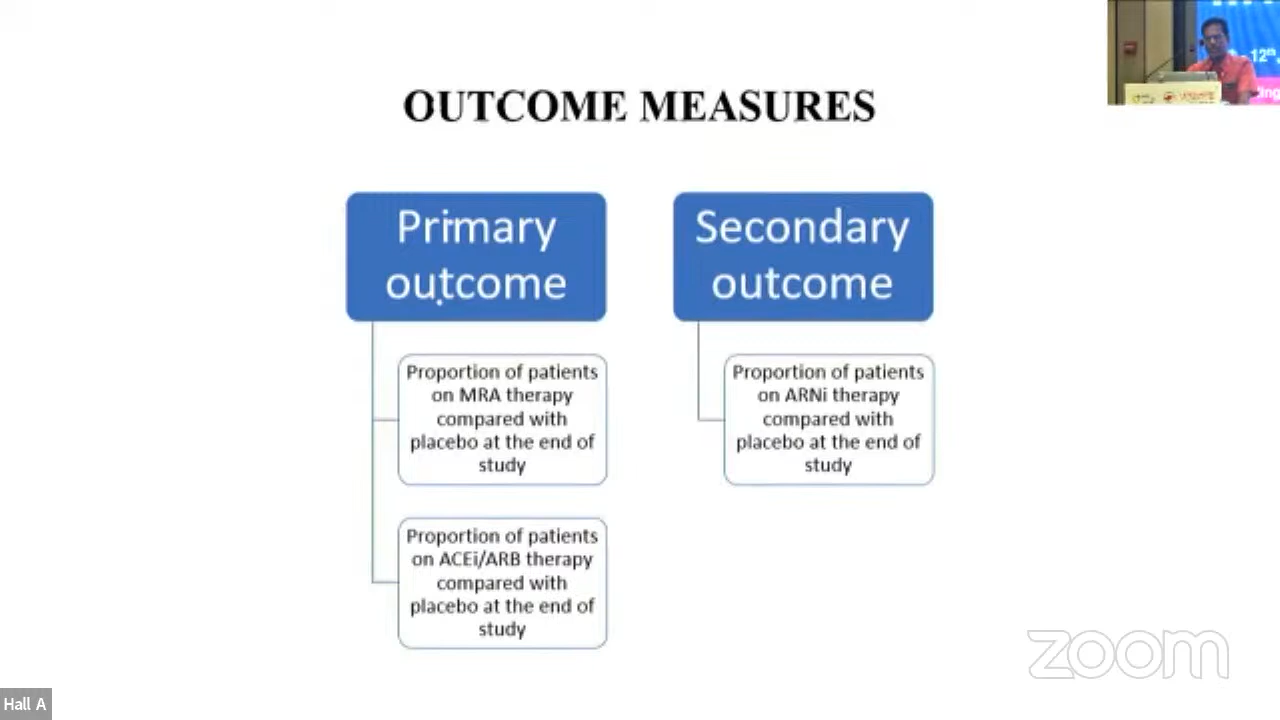 OUTCOME MEASURES
Primary
outcome
Proportion of patients
on MRA therapy
compared with
placebo at the end of
study
Proportion of patients
on ACEi/ARB therapy
compared with
placebo at the end of
study
Secondary
outcome
Proportion of patients
on ARNi therapy
compared with
placebo at the end of
study
12th,
zoom
Hall A